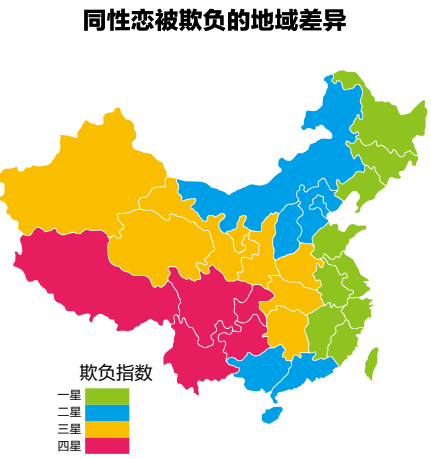 同性恋被欺负的地域差异
欺负指数
一星
二星
三星
四星